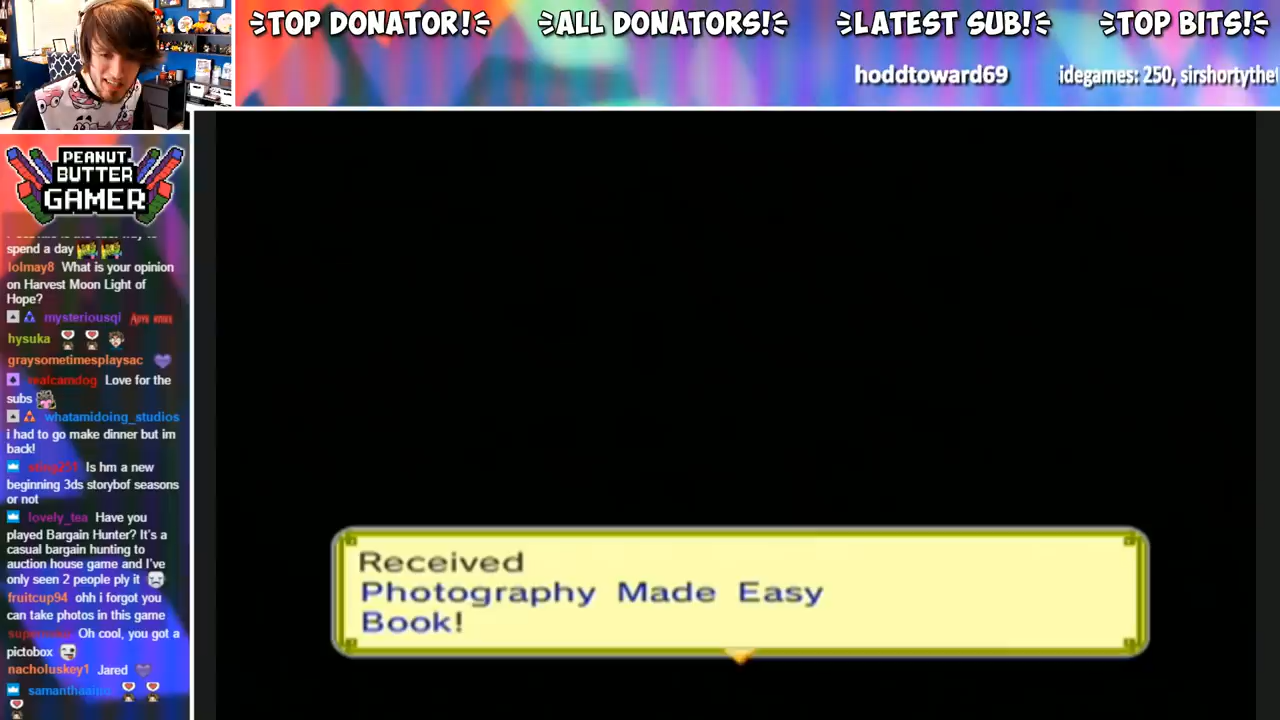 TOP DONATOR!
ALL DONATORS!
LATEST SUB!
TOP BITS!
hoddtoward69
idegames: 250, sirshortythe
PEANUT
BUTTER
GAMER
spend a day
lolmay8 What is your opinion
on Harvest Moon Light of
Hope?
mysteriousqi
hysuka
graysometimesplaysac
realcamdog Love for the
subs
whatamidoing_studios
i had to go make dinner but im
back!
sting251 Is hm a new
beginning 3ds storybof seasons
or not
lovely_tea Have you
played Bargain Hunter? It's a
casual bargain hunting to
auction house game and I've
only seen 2 people ply it
fruitcup94 ohh i forgot you
can take photos in this game
Oh cool, you got a
pictobox
nacholuskey1 Jared
Received
Photography Made Easy
Book!